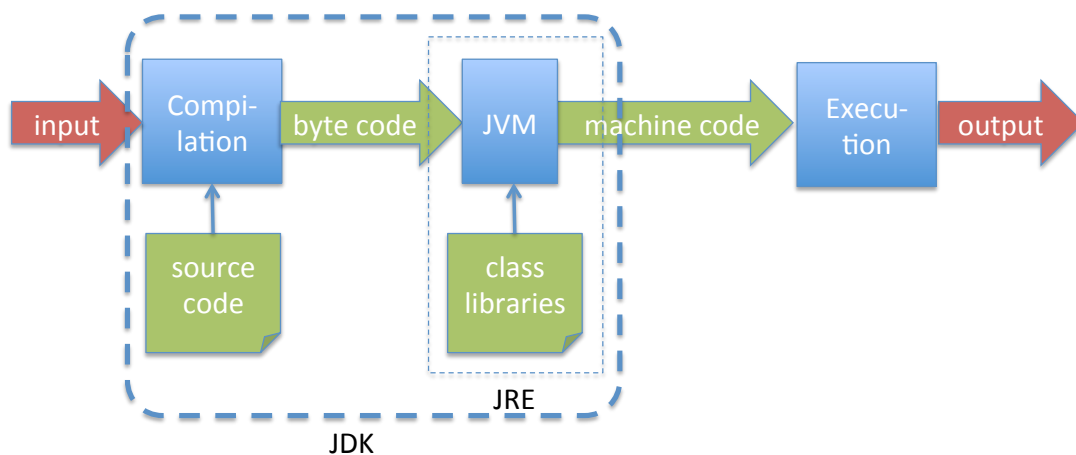 input
Compi-
lation
byte code
JVM
machine code
Execu-
tion
output
source
code
class
libraries
JRE
JDK